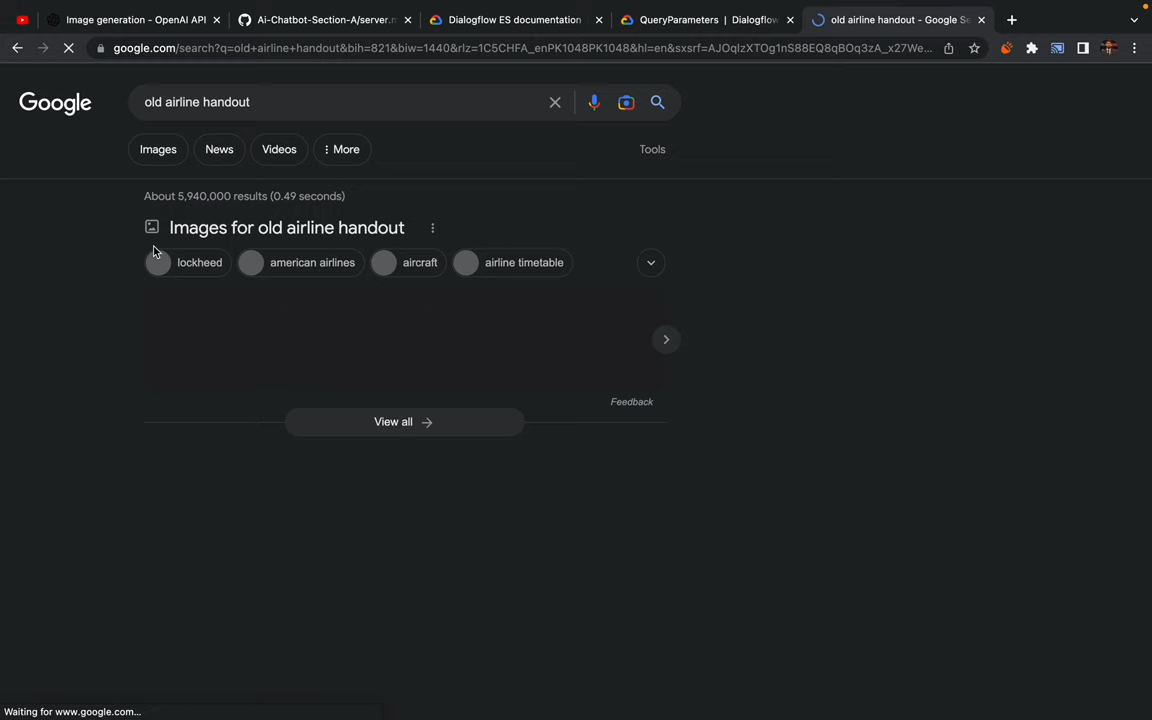 Image generation - OpenAI API
Ai-Chatbot-Section-A/server.m
Dialogflow ES documentation
QueryParameters | Dialogflow
old airline handout - Google Se
google.com/search?q=old+airline+handout&bih=821&biw=1440&rlz=1C5CHFA_enPK1048PK1048&hl=en&sxsrf=AJOqlzXTOg1nS88EQ8qBOq3zA_x27We...
Google
old airline handout
Images
News
Videos
More
Tools
About 5,940,000 results (0.49 seconds)
Images for old airline handout
lockheed
american airlines
aircraft
airline timetable
Feedback
View all
Waiting for www.google.com...